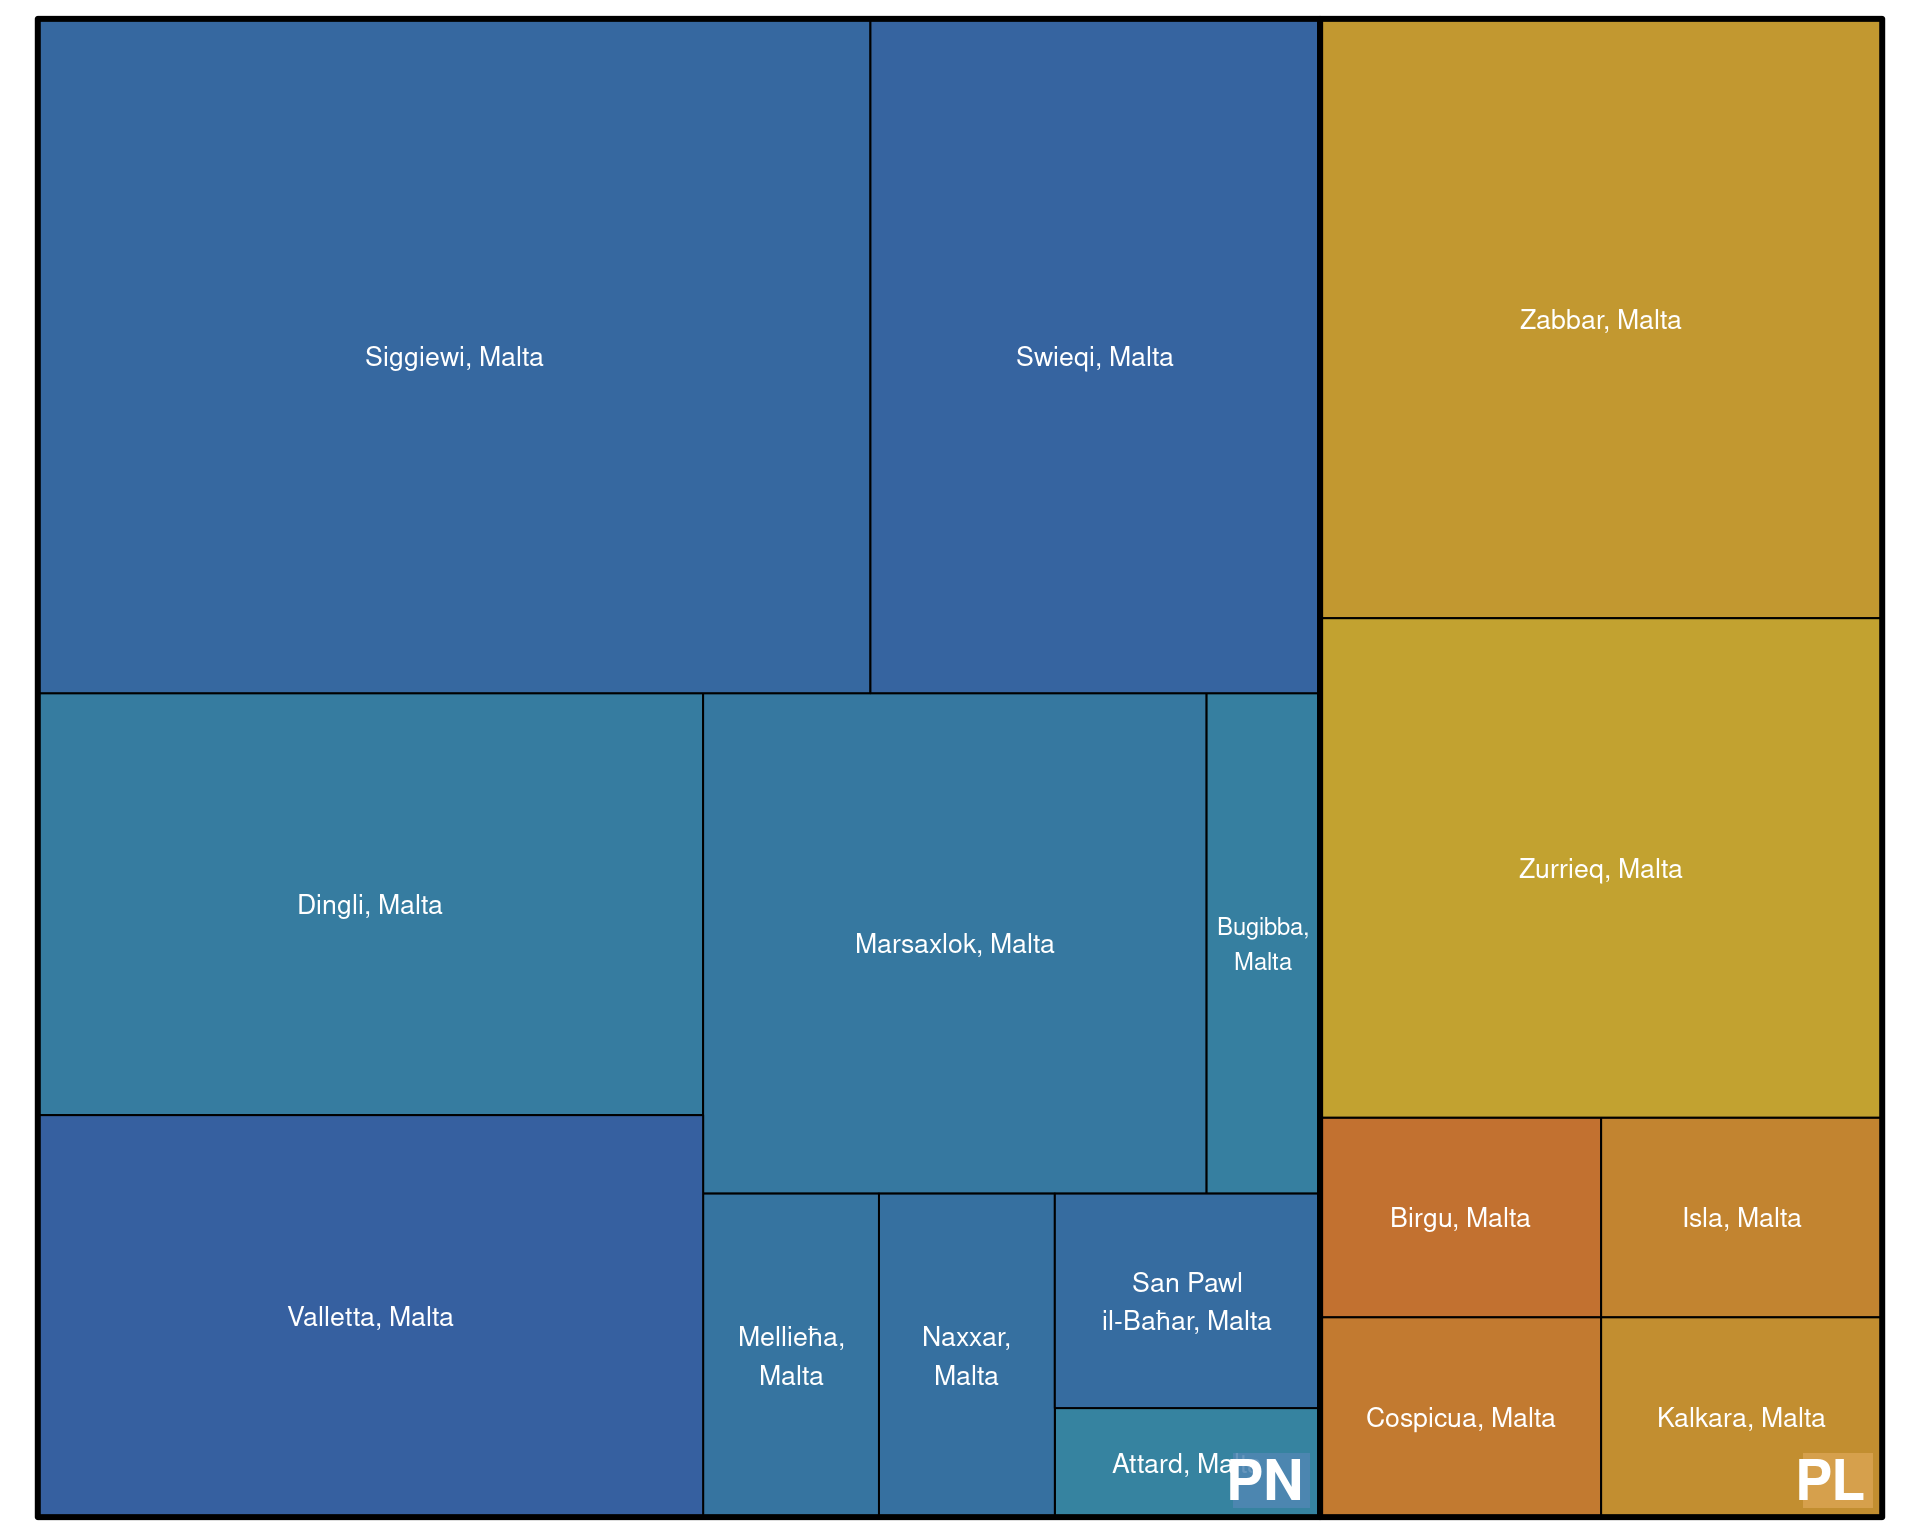 Siggiewi, Malta
Swieqi, Malta
Zabbar, Malta
Zurrieq, Malta
Dingli, Malta
Marsaxlok, Malta
Bugibba,
Malta
Valletta, Malta
Mellieħa,
Malta
Naxxar,
Malta
San Pawl
il-Baħar, Malta
Attard, Malta
PN
Birgu, Malta
Isla, Malta
Cospicua, Malta
Kalkara, Malta
PL